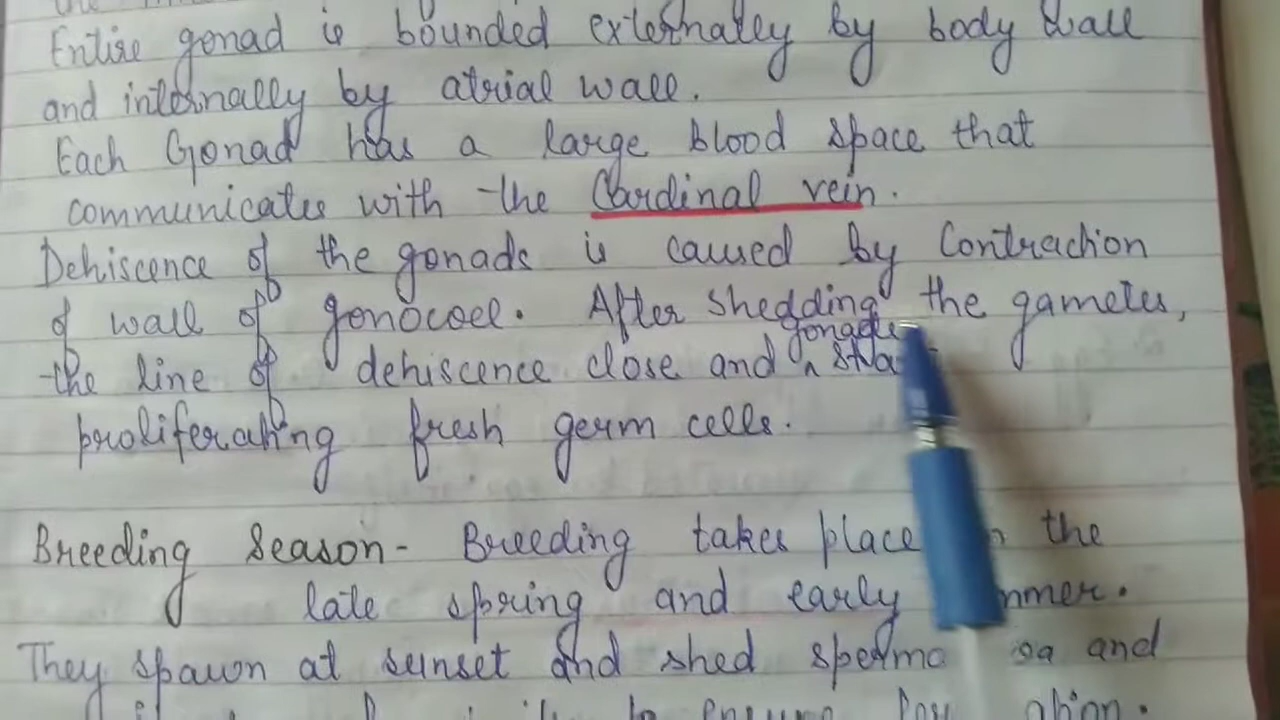 the
Entire gonad is bounded externally by body wall
and internally by atrial wall.
Each Gonad has a large blood space that
communicates with the Cardinal vein.
Dehiscence of the gonads is caused by Contraction
of wall of gonocoel. After shedding the gametes,
gonads
the line of dehiscence close and
proliferating fresh germ cells.
Breeding Season- Breeding takes place the
late spring and early
They spawn at sunset and shed and
to ensure